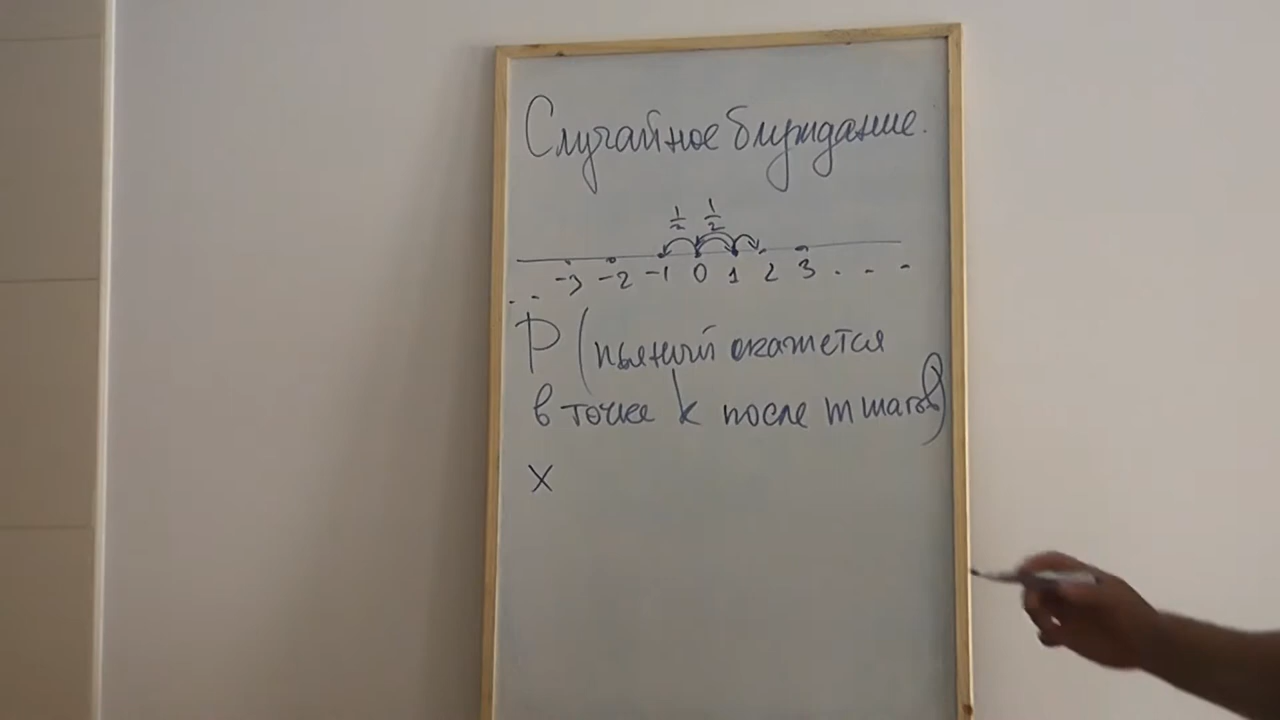 Случайное блуждание.
1/2 1/2
-3 -2 -1 0 1 2 3 . . .
. .
P (пьяный окажется
в точке k после m шагов)
x